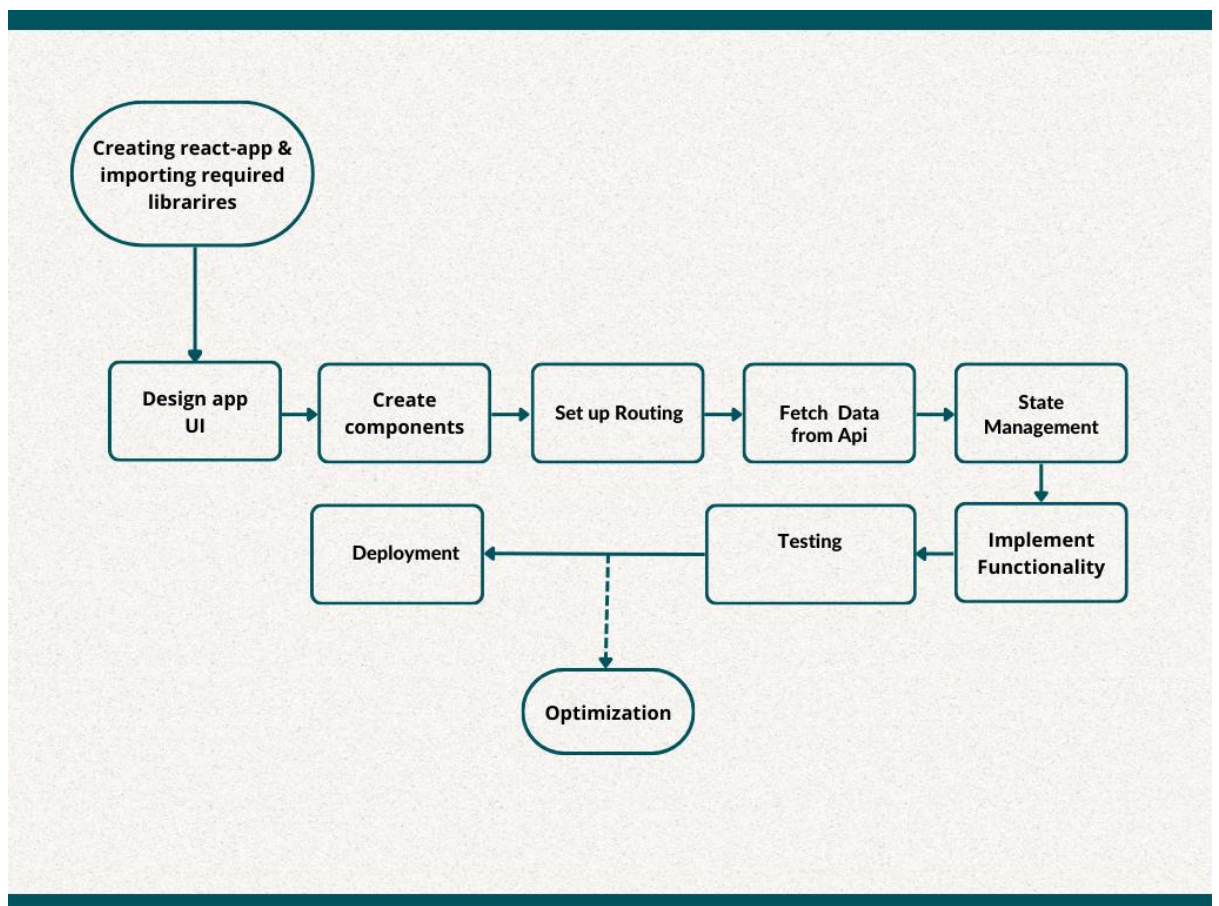 Creating react-app &
importing required
librarires
Design app
UI
Create
components
Set up Routing
Fetch  Data
from Api
State
Management
Implement
Functionality
Testing
Deployment
Optimization